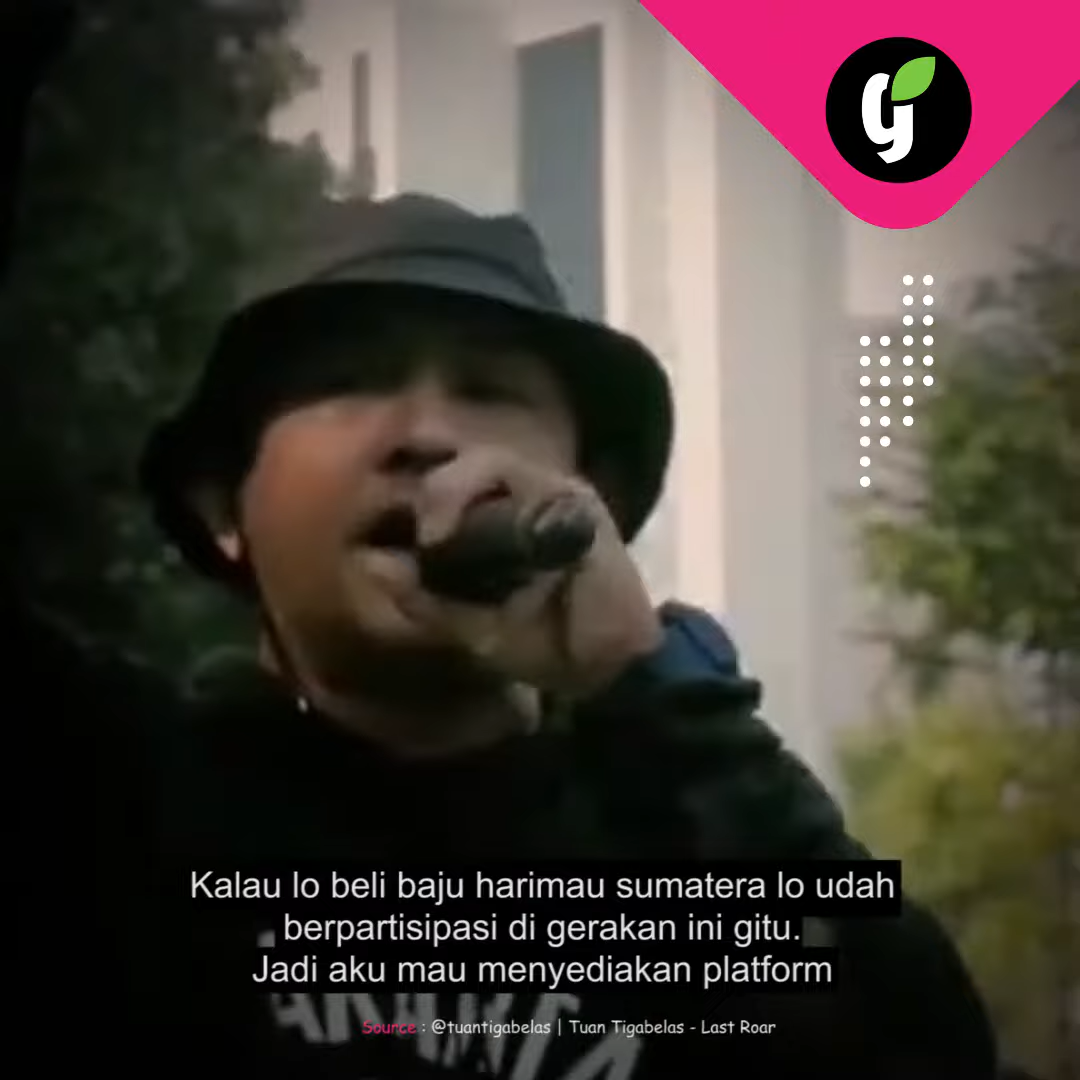 g
Kalau lo beli baju harimau sumatera lo udah
berpartisipasi di gerakan ini gitu.
Jadi aku mau menyediakan platform
Source : @tuantigabelas | Tuan Tigabelas - Last Roar